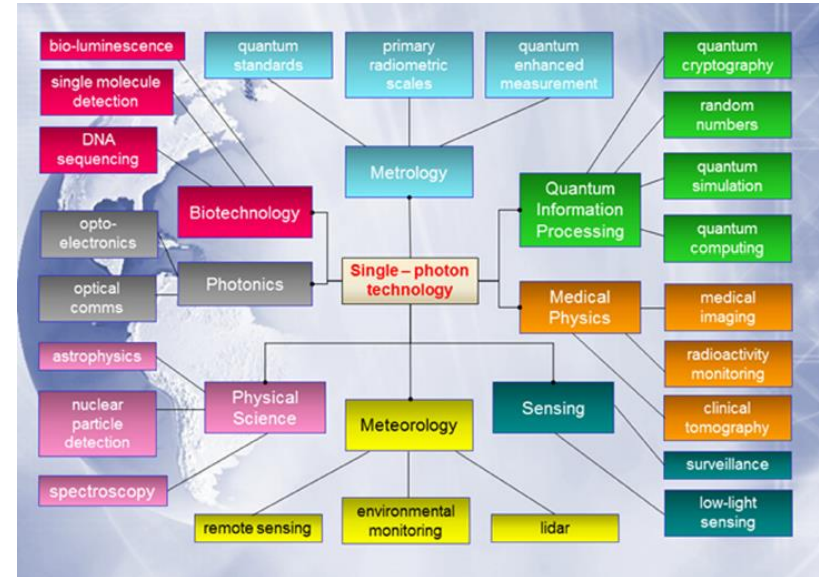 bio-luminescence
single molecule
detection
DNA
sequencing
quantum
standards
primary
radiometric
scales
quantum
enhanced
measurement
quantum
cryptography
random
numbers
quantum
simulation
quantum
computing
Metrology
Biotechnology
Quantum
Information
Processing
opto-
electronics
optical
comms
Photonics
Single – photon
technology
Medical
Physics
medical
imaging
radioactivity
monitoring
clinical
tomography
astrophysics
nuclear
particle
detection
spectroscopy
Physical
Science
Meteorology
Sensing
surveillance
low-light
sensing
remote sensing
environmental
monitoring
lidar